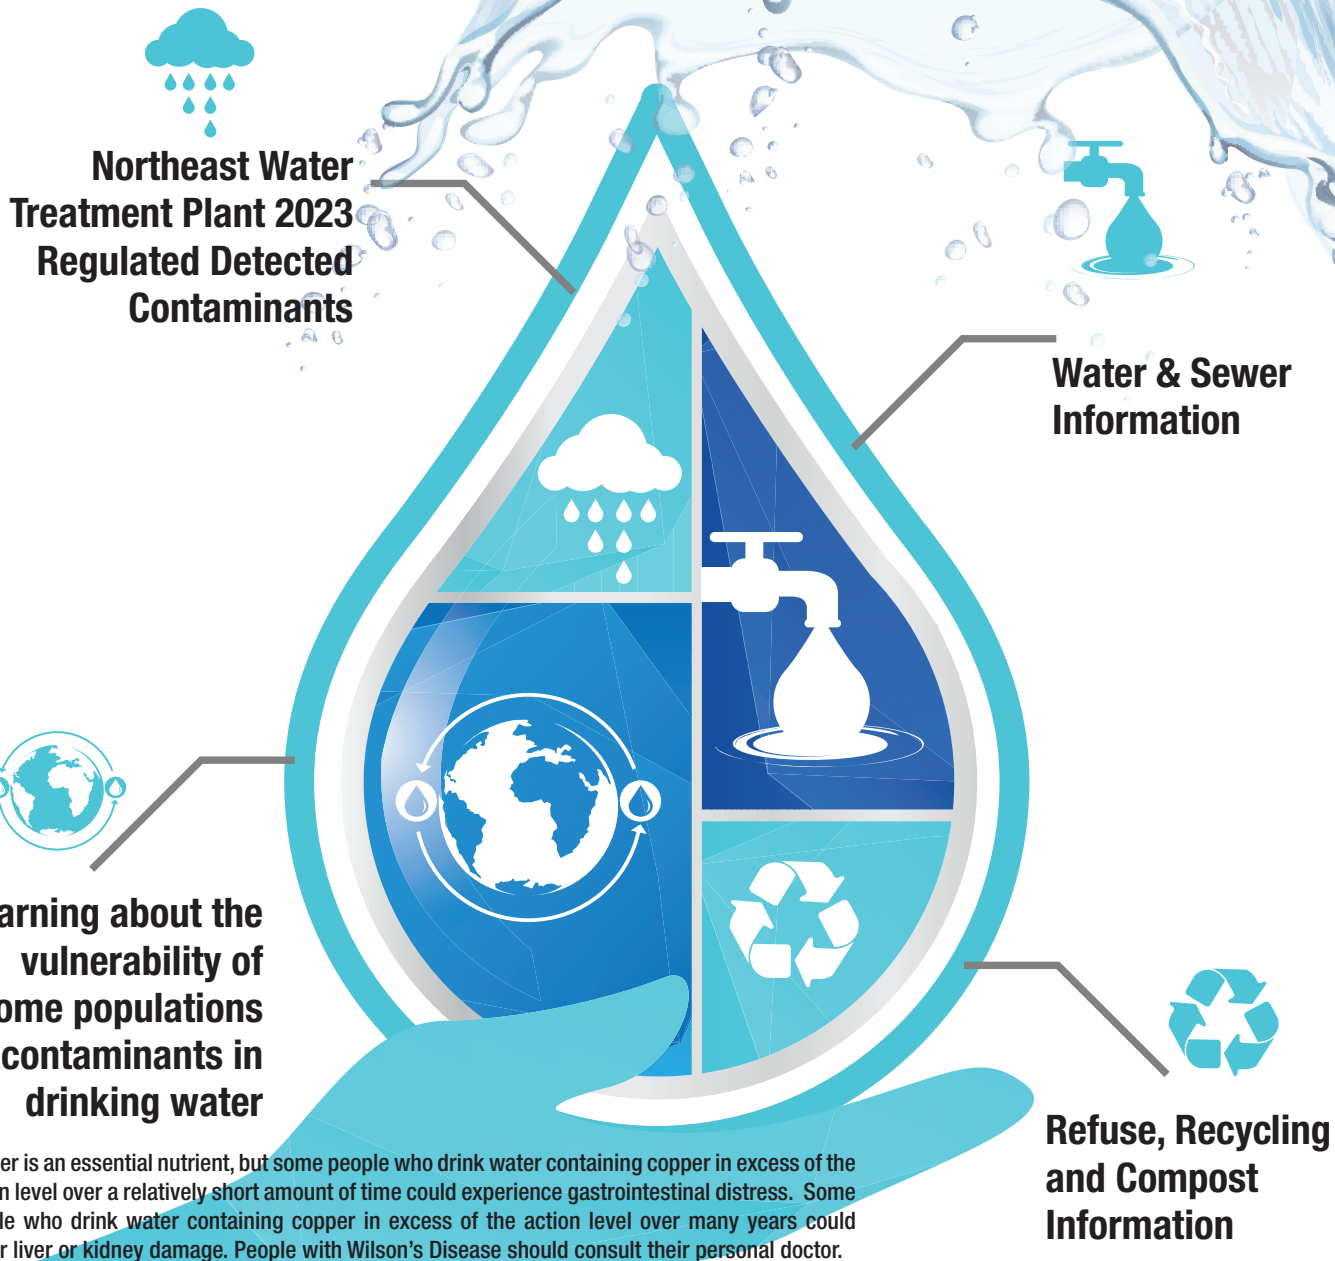 Northeast Water
Treatment Plant 2023
Regulated Detected
Contaminants
Water & Sewer
Information
about the
vulnerability of
populations
contaminants in
drinking water
Refuse, Recycling
and Compost
Information
is an essential nutrient, but some people who drink water containing copper in excess of the
level over a relatively short amount of time could experience gastrointestinal distress. Some
who drink water containing copper in excess of the action level over many years could
liver or kidney damage. People with Wilson's Disease should consult their personal doctor.